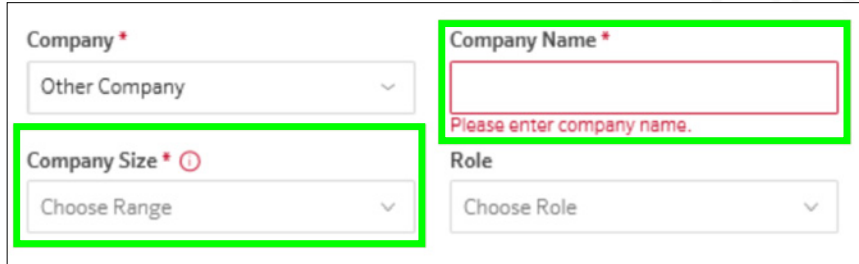 Company *
Company Name *
Other Company
Please enter company name.
Company Size *
Role
Choose Range
Choose Role